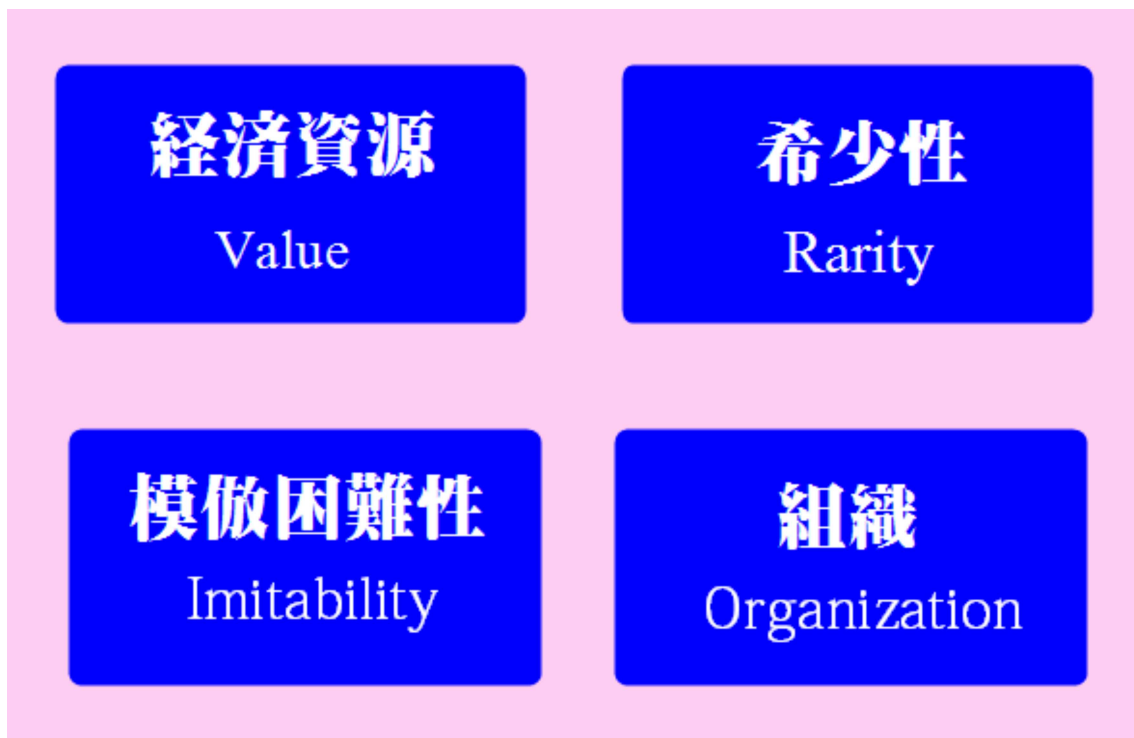 経済資源
Value
希少性
Rarity
模倣困難性
Imitability
組織
Organization